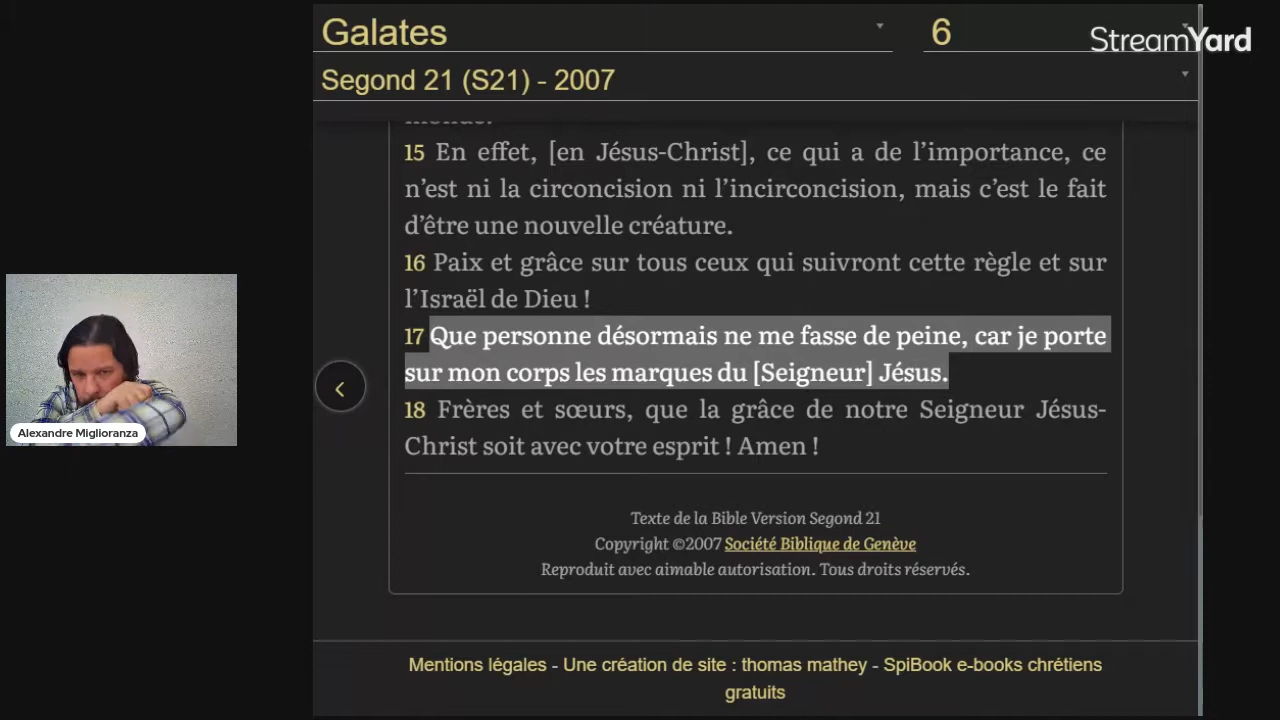 Galates
6
StreamYard
Segond 21 (S21) - 2007
monde.
15 En effet, [en Jésus-Christ], ce qui a de l’importance, ce
n’est ni la circoncision ni l’incirconcision, mais c’est le fait
d’être une nouvelle créature.
16 Paix et grâce sur tous ceux qui suivront cette règle et sur
l’Israël de Dieu !
17 Que personne désormais ne me fasse de peine, car je porte
sur mon corps les marques du [Seigneur] Jésus.
18 Frères et sœurs, que la grâce de notre Seigneur Jésus-
Christ soit avec votre esprit ! Amen !
Alexandre Miglioranza
Texte de la Bible Version Segond 21
Copyright ©2007 Société Biblique de Genève
Reproduit avec aimable autorisation. Tous droits réservés.
Mentions légales - Une création de site : thomas mathey - SpiBook e-books chrétiens
gratuits